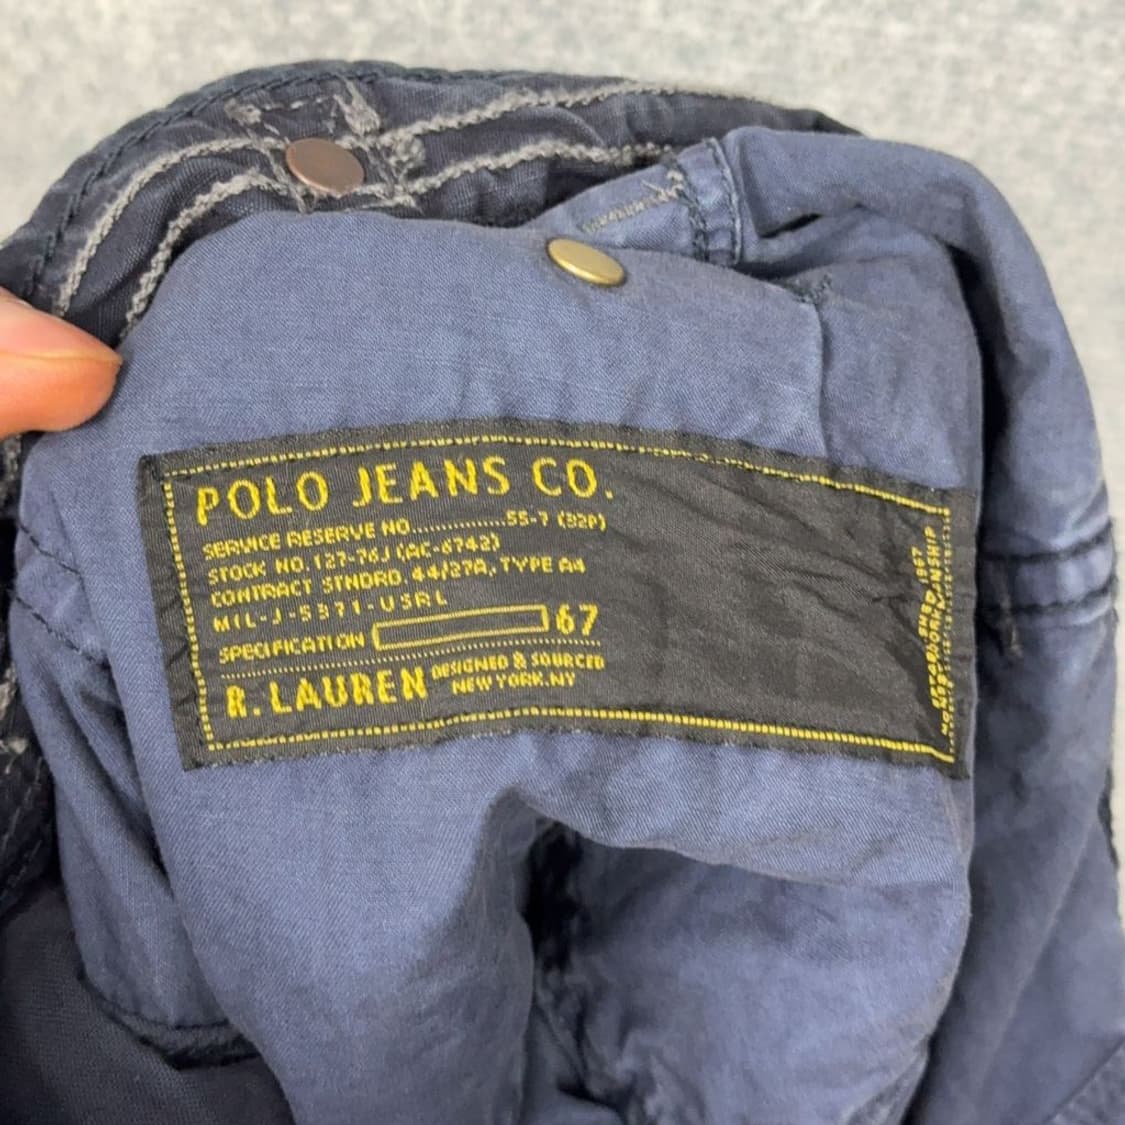 POLO JEANS CO.
SERVICE RESERVE NO..............55-7 (32P)
STOCK NO. 127-76J (AC-6742)
CONTRACT STNDRD. 44/27A, TYPE A4
MIL-J-5371-USRL
SPECIFICATION 67
R. LAUREN DESIGNED & SOURCED
NEW YORK.NY
1967